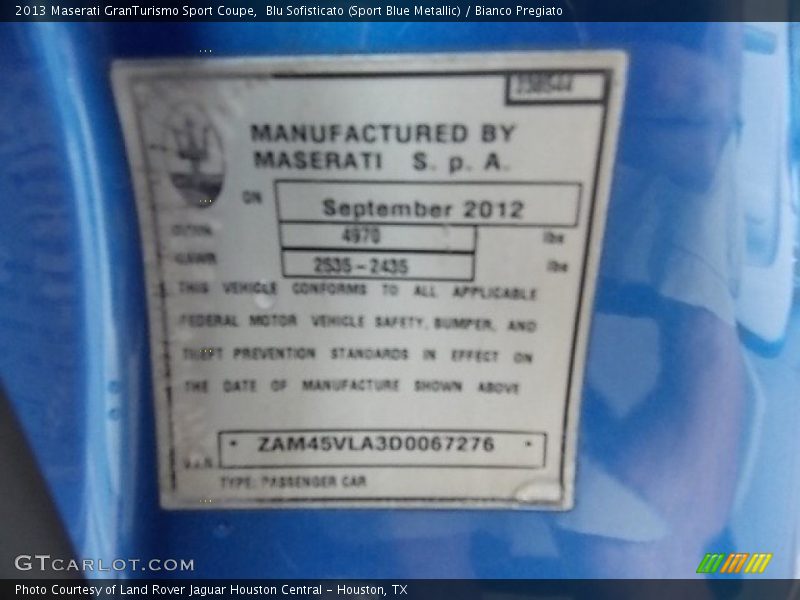 2013 Maserati GranTurismo Sport Coupe,  Blu Sofisticato (Sport Blue Metallic) / Bianco Pregiato
MANUFACTURED BY
MASERATI S. p. A.
ON
September 2012
GVWR 4970 lbs
GAWR 2535 - 2435 lbs
THIS VEHICLE CONFORMS TO ALL APPLICABLE
FEDERAL MOTOR VEHICLE SAFETY, BUMPER, AND
THEFT PREVENTION STANDARDS IN EFFECT ON
THE DATE OF MANUFACTURE SHOWN ABOVE
V.I.N. * ZAM45VLA3D0067276 *
TYPE: PASSENGER CAR
GTCARLOT.COM
Photo Courtesy of Land Rover Jaguar Houston Central - Houston, TX